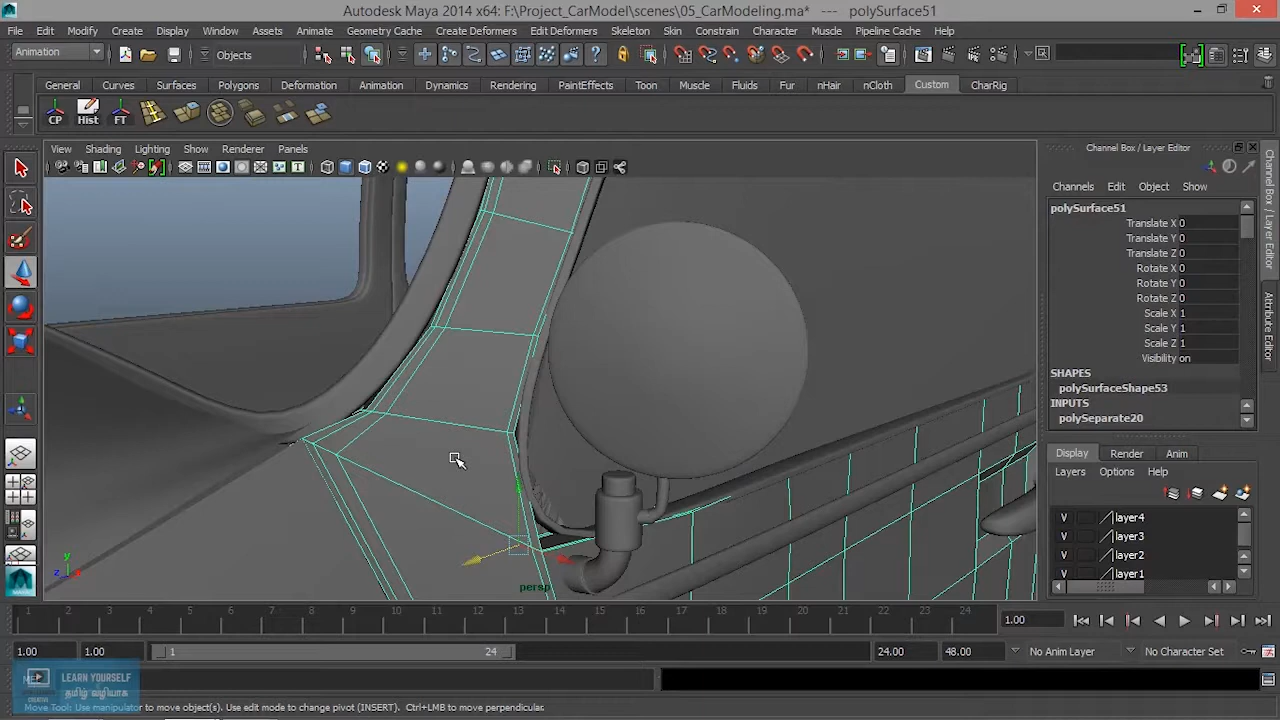 Autodesk Maya 2014 x64: F:\Project_CarModel\scenes\05_CarModeling.ma* --- polySurface51
File Edit Modify Create Display Window Assets Animate Geometry Cache Create Deformers Edit Deformers Skeleton Skin Constrain Character Muscle Pipeline Cache Help
Animation Objects
General Curves Surfaces Polygons Deformation Animation Dynamics Rendering PaintEffects Toon Muscle Fluids Fur nHair nCloth Custom CharRig
CP Hist FT
View Shading Lighting Show Renderer Panels
Channel Box / Layer Editor
Channels Edit Object Show
polySurface51
Translate X 0
Translate Y 0
Translate Z 0
Rotate X 0
Rotate Y 0
Rotate Z 0
Scale X 1
Scale Y 1
Scale Z 1
Visibility on
SHAPES
polySurfaceShape53
INPUTS
polySeparate20
Display Render Anim
Layers Options Help
V layer4
V layer3
V layer2
V layer1
Channel Box / Layer Editor
Attribute Editor
y
z x
persp
1 2 3 4 5 6 7 8 9 10 11 12 13 14 15 16 17 18 19 20 21 22 23 24 1.00
1.00 1.00 1 24 24.00 48.00 No Anim Layer No Character Set
LEARN YOURSELF
தமிழ் வழியாக
Move Tool: Use manipulator to move object(s). Use edit mode to change pivot (INSERT). Ctrl+LMB to move perpendicular.